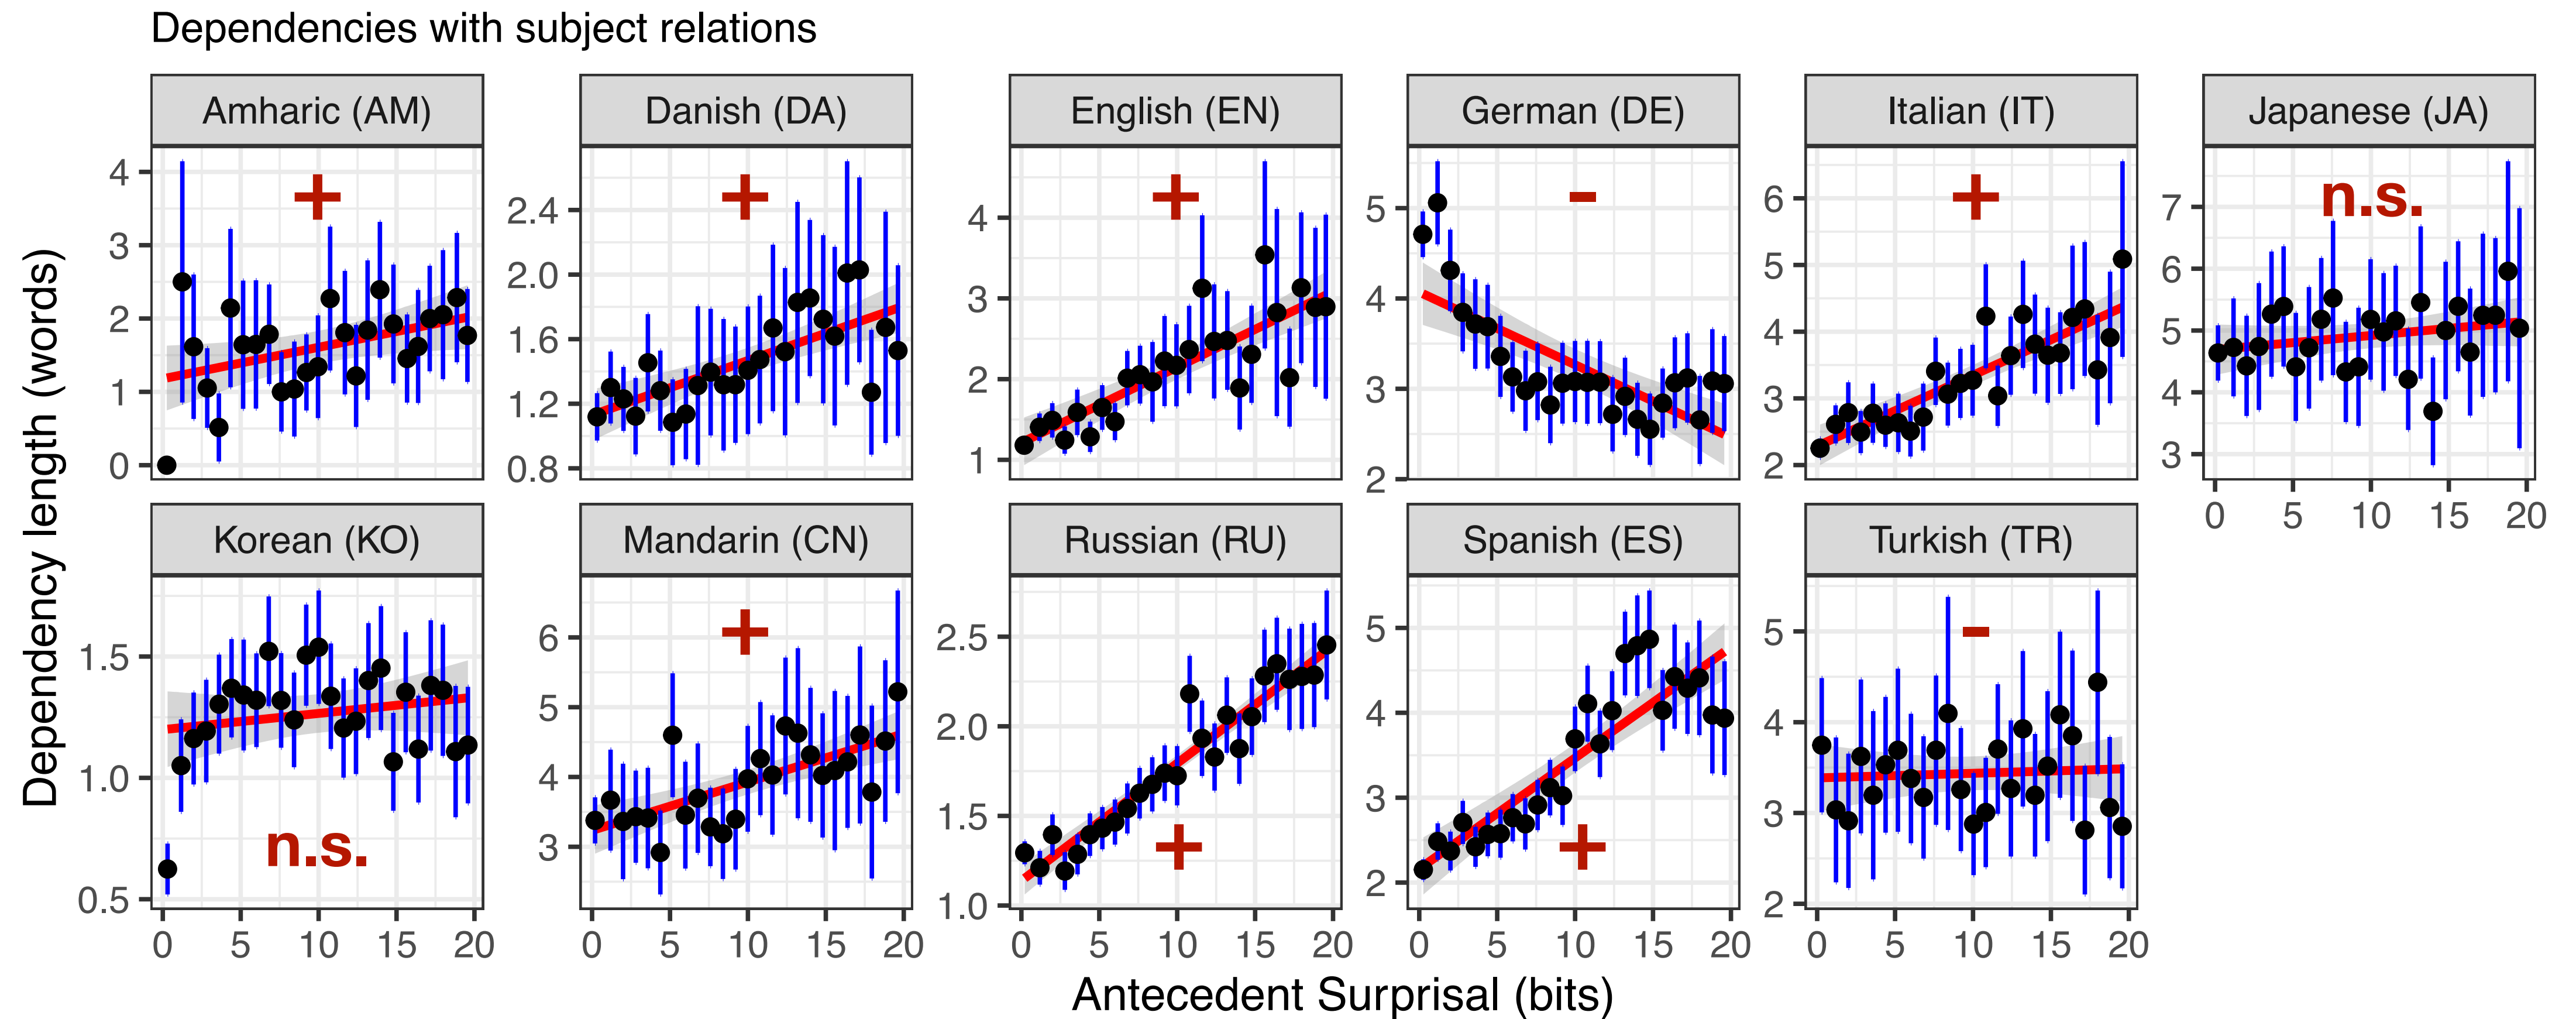 Dependencies with subject relations
Amharic (AM)
Danish (DA)
English (EN)
German (DE)
Italian (IT)
Japanese (JA)
4
3
2
1
0
+
2.4
2.0
1.6
1.2
0.8
+
4
3
2
1
+
5
4
3
2
-
6
5
4
3
2
+
7
6
5
4
3
n.s.
0 5 10 15 20
Dependency length (words)
Korean (KO)
Mandarin (CN)
Russian (RU)
Spanish (ES)
Turkish (TR)
1.5
1.0
0.5
n.s.
6
5
4
3
+
2.5
2.0
1.5
1.0
+
5
4
3
2
+
5
4
3
2
-
0 5 10 15 20
0 5 10 15 20
0 5 10 15 20
0 5 10 15 20
0 5 10 15 20
Antecedent Surprisal (bits)